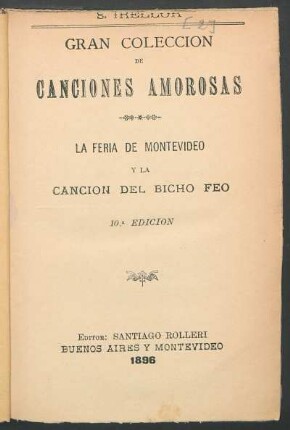 GRAN COLECCION
DE
CANCIONES AMOROSAS
LA FERIA DE MONTEVIDEO
Y LA
CANCION DEL BICHO FEO
10.ª EDICION
Editor: SANTIAGO ROLLERI
BUENOS AIRES Y MONTEVIDEO
1896